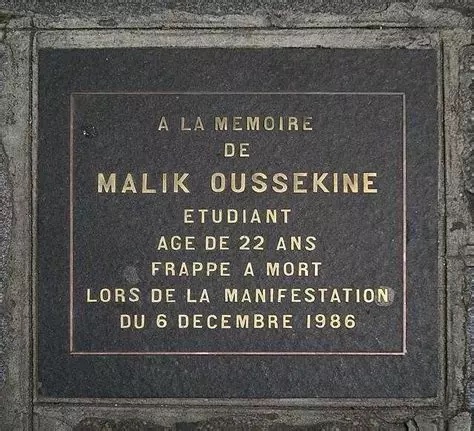 A LA MEMOIRE
DE
MALIK OUSSEKINE
ETUDIANT
AGE DE 22 ANS
FRAPPE A MORT
LORS DE LA MANIFESTATION
DU 6 DECEMBRE 1986